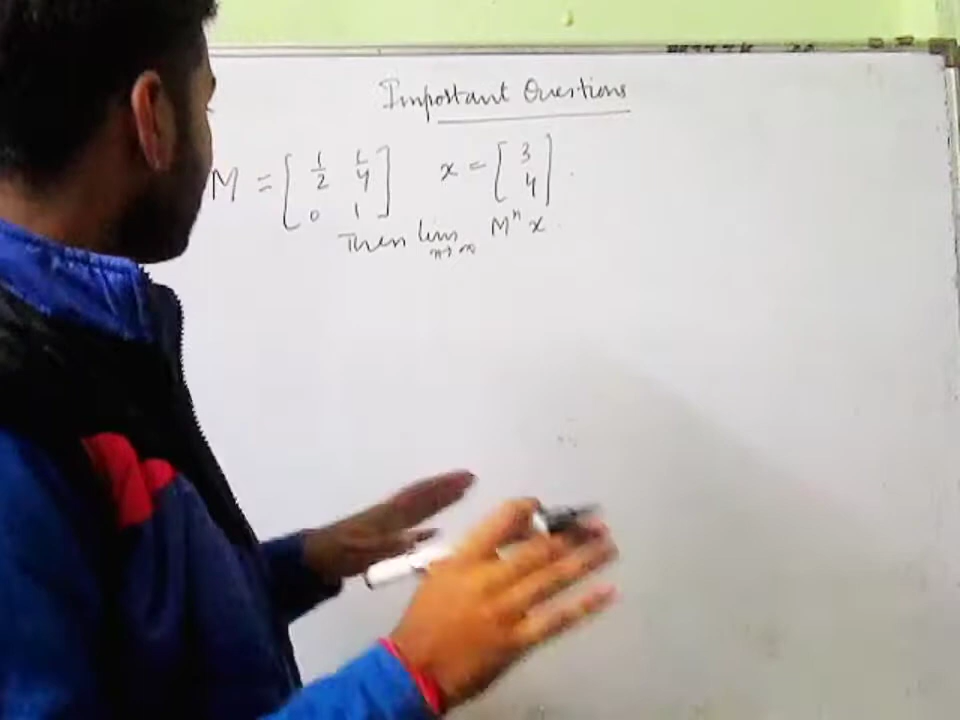 Important Questions
M = [ 1/2 1/4 ; 0 1 ] x = [ 3 ; 4 ] .
Then lim n→∞ Mⁿ x .